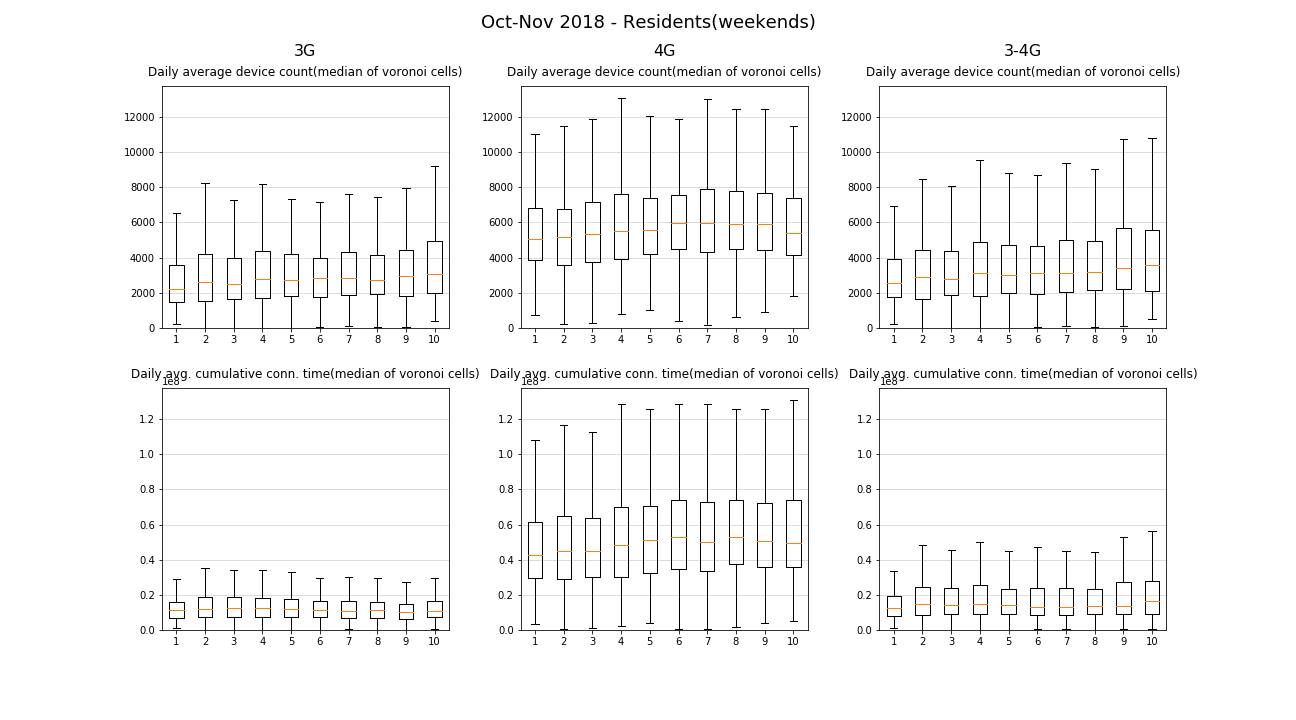 Oct-Nov 2018 - Residents(weekends)
3G
4G
3-4G
Daily average device count(median of voronoi cells)
Daily average device count(median of voronoi cells)
Daily average device count(median of voronoi cells)
12000
10000
8000
6000
4000
2000
0
1 2 3 4 5 6 7 8 9 10
12000
10000
8000
6000
4000
2000
0
1 2 3 4 5 6 7 8 9 10
12000
10000
8000
6000
4000
2000
0
1 2 3 4 5 6 7 8 9 10
Daily avg. cumulative conn. time(median of voronoi cells)
Daily avg. cumulative conn. time(median of voronoi cells)
Daily avg. cumulative conn. time(median of voronoi cells)
1e8
1.2
1.0
0.8
0.6
0.4
0.2
0.0
1 2 3 4 5 6 7 8 9 10
1e8
1.2
1.0
0.8
0.6
0.4
0.2
0.0
1 2 3 4 5 6 7 8 9 10
1e8
1.2
1.0
0.8
0.6
0.4
0.2
0.0
1 2 3 4 5 6 7 8 9 10